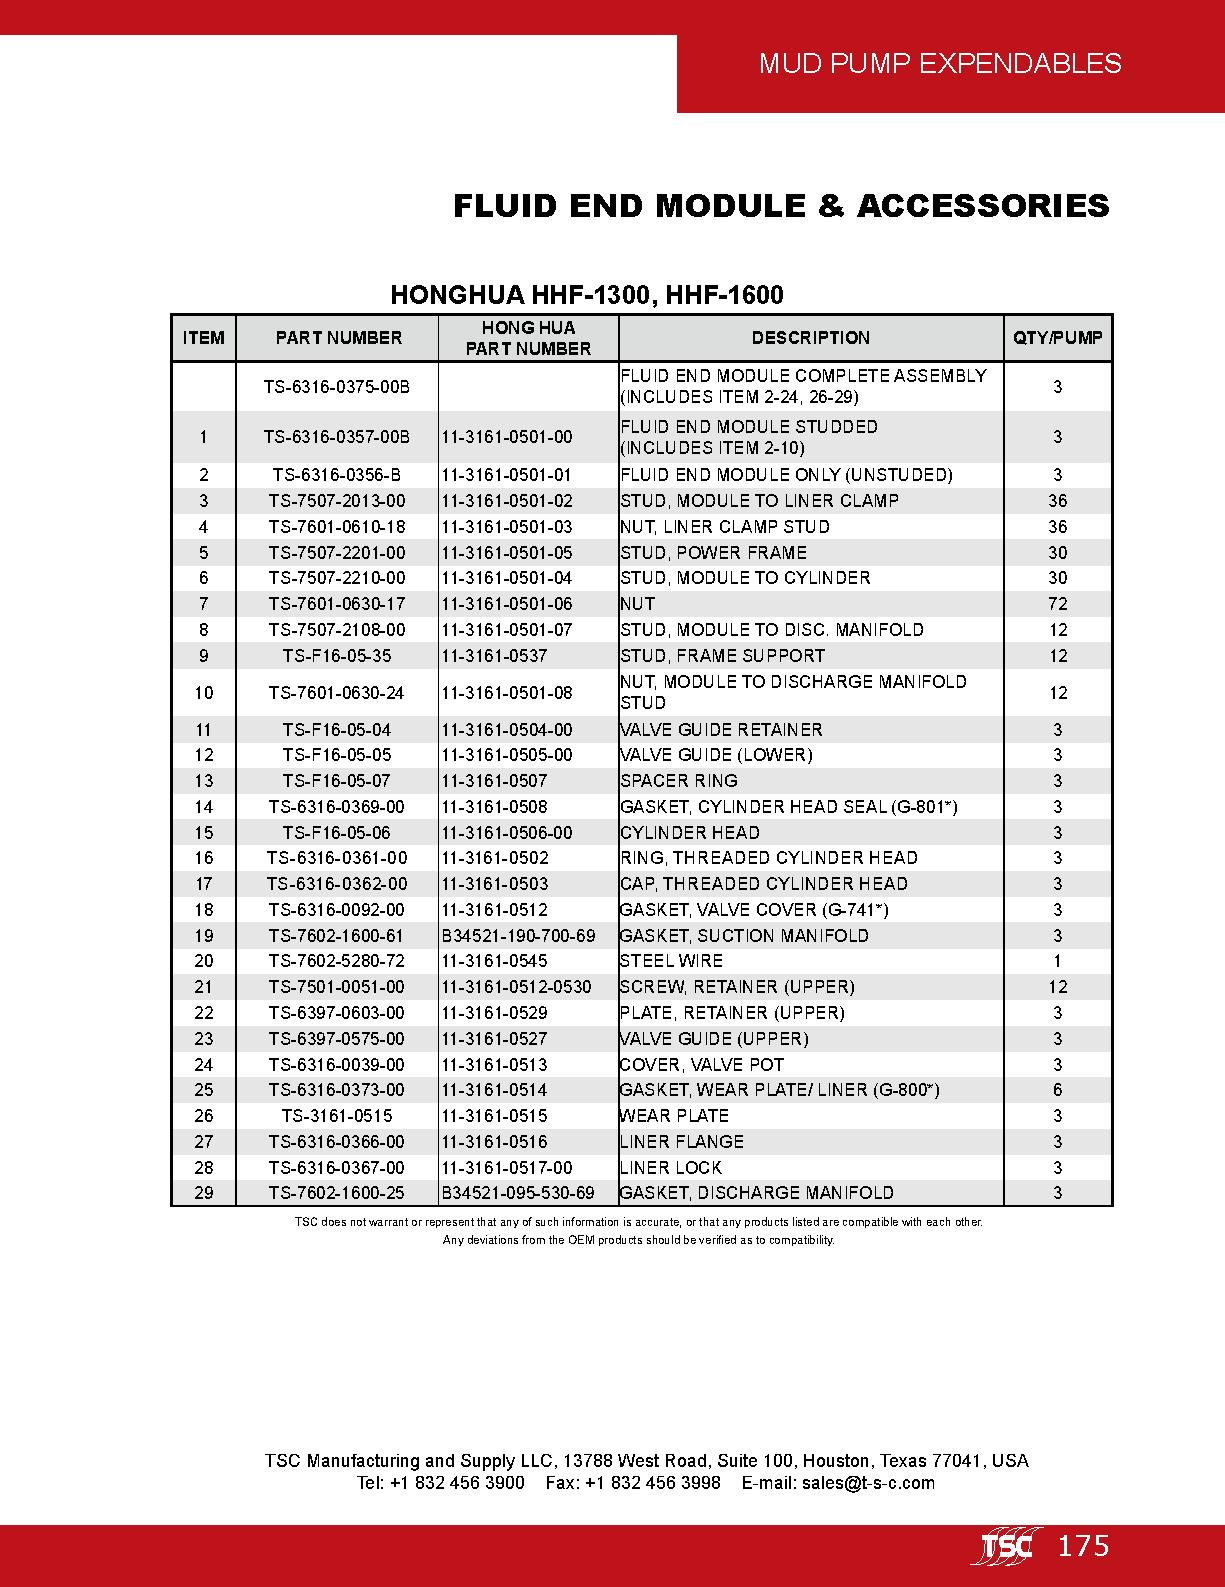 MUD PUMP EXPENDABLES
FLUID END MODULE & ACCESSORIES
HONGHUA HHF-1300, HHF-1600
ITEM PART NUMBER HONG HUA PART NUMBER DESCRIPTION QTY/PUMP
TS-6316-0375-00B FLUID END MODULE COMPLETE ASSEMBLY (INCLUDES ITEM 2-24, 26-29) 3
1 TS-6316-0357-00B 11-3161-0501-00 FLUID END MODULE STUDDED (INCLUDES ITEM 2-10) 3
2 TS-6316-0356-B 11-3161-0501-01 FLUID END MODULE ONLY (UNSTUDED) 3
3 TS-7507-2013-00 11-3161-0501-02 STUD, MODULE TO LINER CLAMP 36
4 TS-7601-0610-18 11-3161-0501-03 NUT, LINER CLAMP STUD 36
5 TS-7507-2201-00 11-3161-0501-05 STUD, POWER FRAME 30
6 TS-7507-2210-00 11-3161-0501-04 STUD, MODULE TO CYLINDER 30
7 TS-7601-0630-17 11-3161-0501-06 NUT 72
8 TS-7507-2108-00 11-3161-0501-07 STUD, MODULE TO DISC. MANIFOLD 12
9 TS-F16-05-35 11-3161-0537 STUD, FRAME SUPPORT 12
10 TS-7601-0630-24 11-3161-0501-08 NUT, MODULE TO DISCHARGE MANIFOLD STUD 12
11 TS-F16-05-04 11-3161-0504-00 VALVE GUIDE RETAINER 3
12 TS-F16-05-05 11-3161-0505-00 VALVE GUIDE (LOWER) 3
13 TS-F16-05-07 11-3161-0507 SPACER RING 3
14 TS-6316-0369-00 11-3161-0508 GASKET, CYLINDER HEAD SEAL (G-801*) 3
15 TS-F16-05-06 11-3161-0506-00 CYLINDER HEAD 3
16 TS-6316-0361-00 11-3161-0502 RING, THREADED CYLINDER HEAD 3
17 TS-6316-0362-00 11-3161-0503 CAP, THREADED CYLINDER HEAD 3
18 TS-6316-0092-00 11-3161-0512 GASKET, VALVE COVER (G-741*) 3
19 TS-7602-1600-61 B34521-190-700-69 GASKET, SUCTION MANIFOLD 3
20 TS-7602-5280-72 11-3161-0545 STEEL WIRE 1
21 TS-7501-0051-00 11-3161-0512-0530 SCREW, RETAINER (UPPER) 12
22 TS-6397-0603-00 11-3161-0529 PLATE, RETAINER (UPPER) 3
23 TS-6397-0575-00 11-3161-0527 VALVE GUIDE (UPPER) 3
24 TS-6316-0039-00 11-3161-0513 COVER, VALVE POT 3
25 TS-6316-0373-00 11-3161-0514 GASKET, WEAR PLATE/ LINER (G-800*) 6
26 TS-3161-0515 11-3161-0515 WEAR PLATE 3
27 TS-6316-0366-00 11-3161-0516 LINER FLANGE 3
28 TS-6316-0367-00 11-3161-0517-00 LINER LOCK 3
29 TS-7602-1600-25 B34521-095-530-69 GASKET, DISCHARGE MANIFOLD 3
TSC does not warrant or represent that any of such information is accurate, or that any products listed are compatible with each other.
Any deviations from the OEM products should be verified as to compatibility.
TSC Manufacturing and Supply LLC, 13788 West Road, Suite 100, Houston, Texas 77041, USA
Tel: +1 832 456 3900 Fax: +1 832 456 3998 E-mail: sales@t-s-c.com
TSC 175